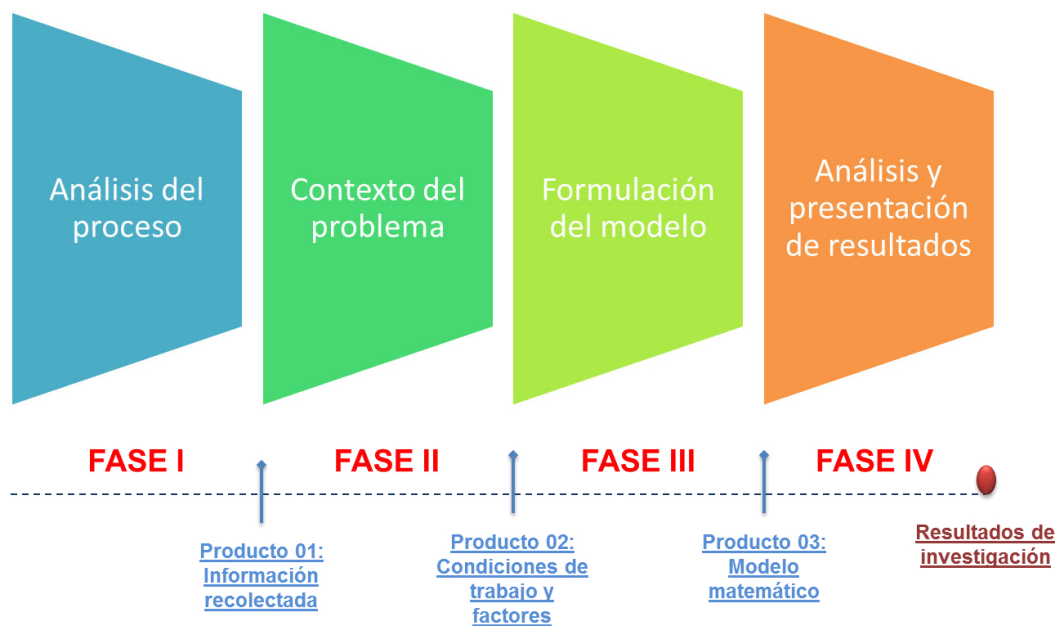 Análisis del
proceso
Contexto del
problema
Formulación
del modelo
Análisis y
presentación
de resultados
FASE I
FASE II
FASE III
FASE IV
Producto 01:
Información
recolectada
Producto 02:
Condiciones de
trabajo y
factores
Producto 03:
Modelo
matemático
Resultados de
investigación